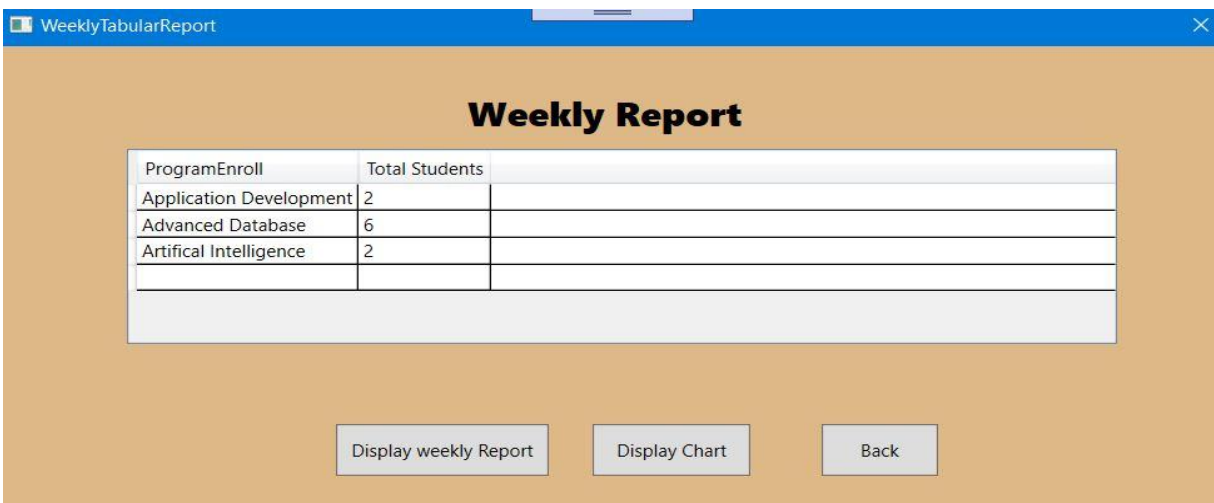 WeeklyTabularReport
Weekly Report
ProgramEnroll Total Students
Application Development 2
Advanced Database 6
Artifical Intelligence 2
Display weekly Report Display Chart Back